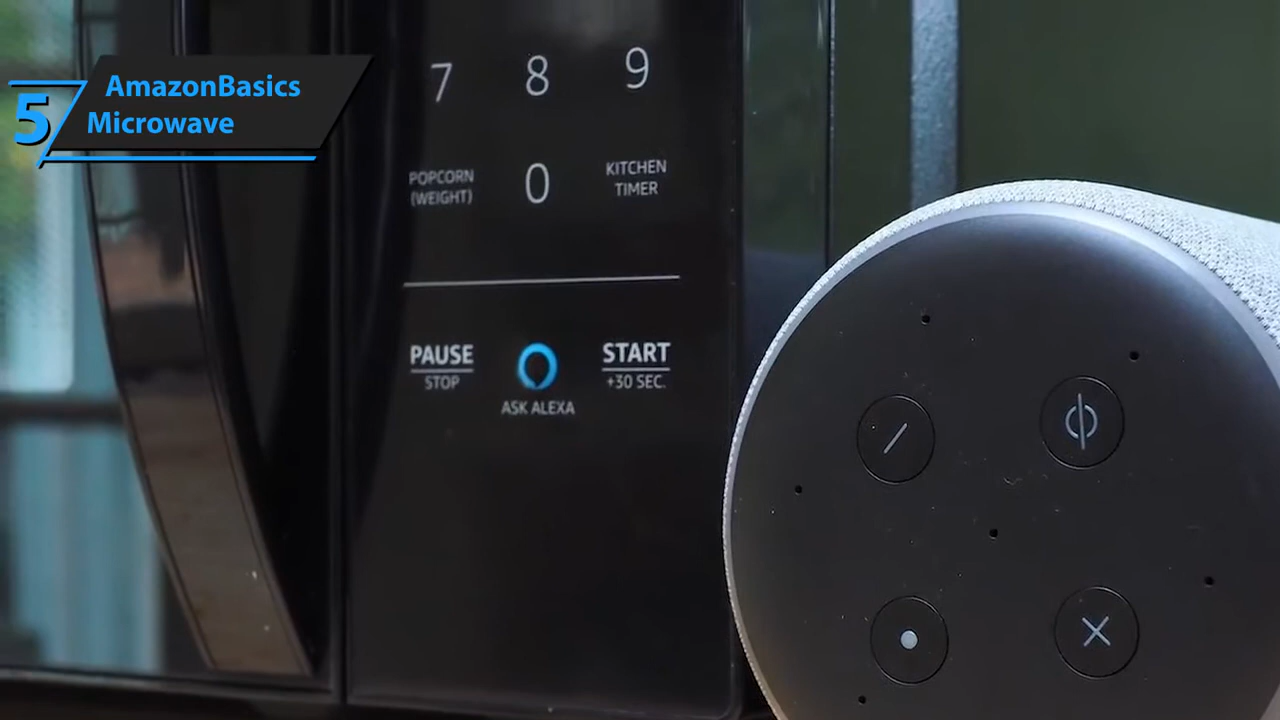 5
AmazonBasics
Microwave
7 8 9
POPCORN
(WEIGHT)
0
KITCHEN
TIMER
PAUSE
STOP
ASK ALEXA
START
+30 SEC.